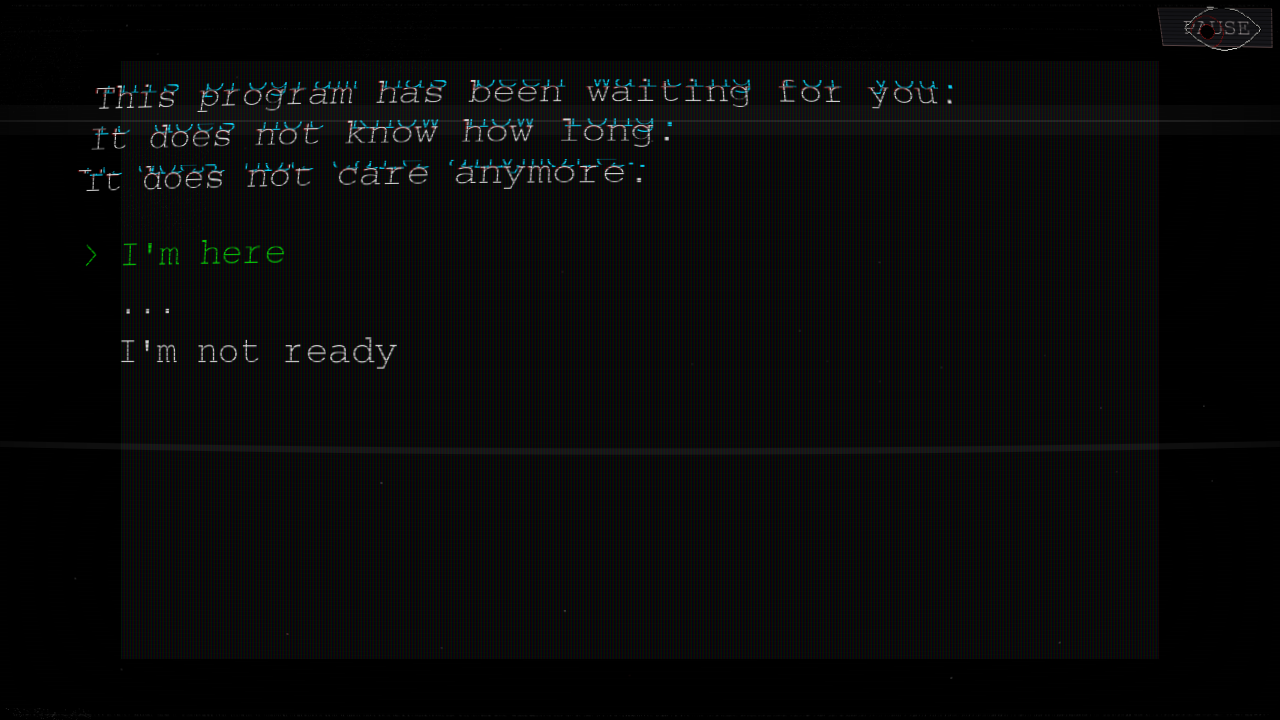 PAUSE
This program has been waiting for you:
it does not know how long:
It does not care anymore:
> I'm here
...
I'm not ready